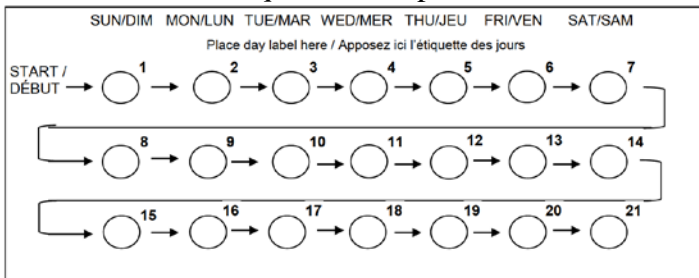 SUN/DIM MON/LUN TUE/MAR WED/MER THU/JEU FRI/VEN SAT/SAM
Place day label here / Apposez ici l'étiquette des jours
START /
DÉBUT
1 2 3 4 5 6 7
8 9 10 11 12 13 14
15 16 17 18 19 20 21